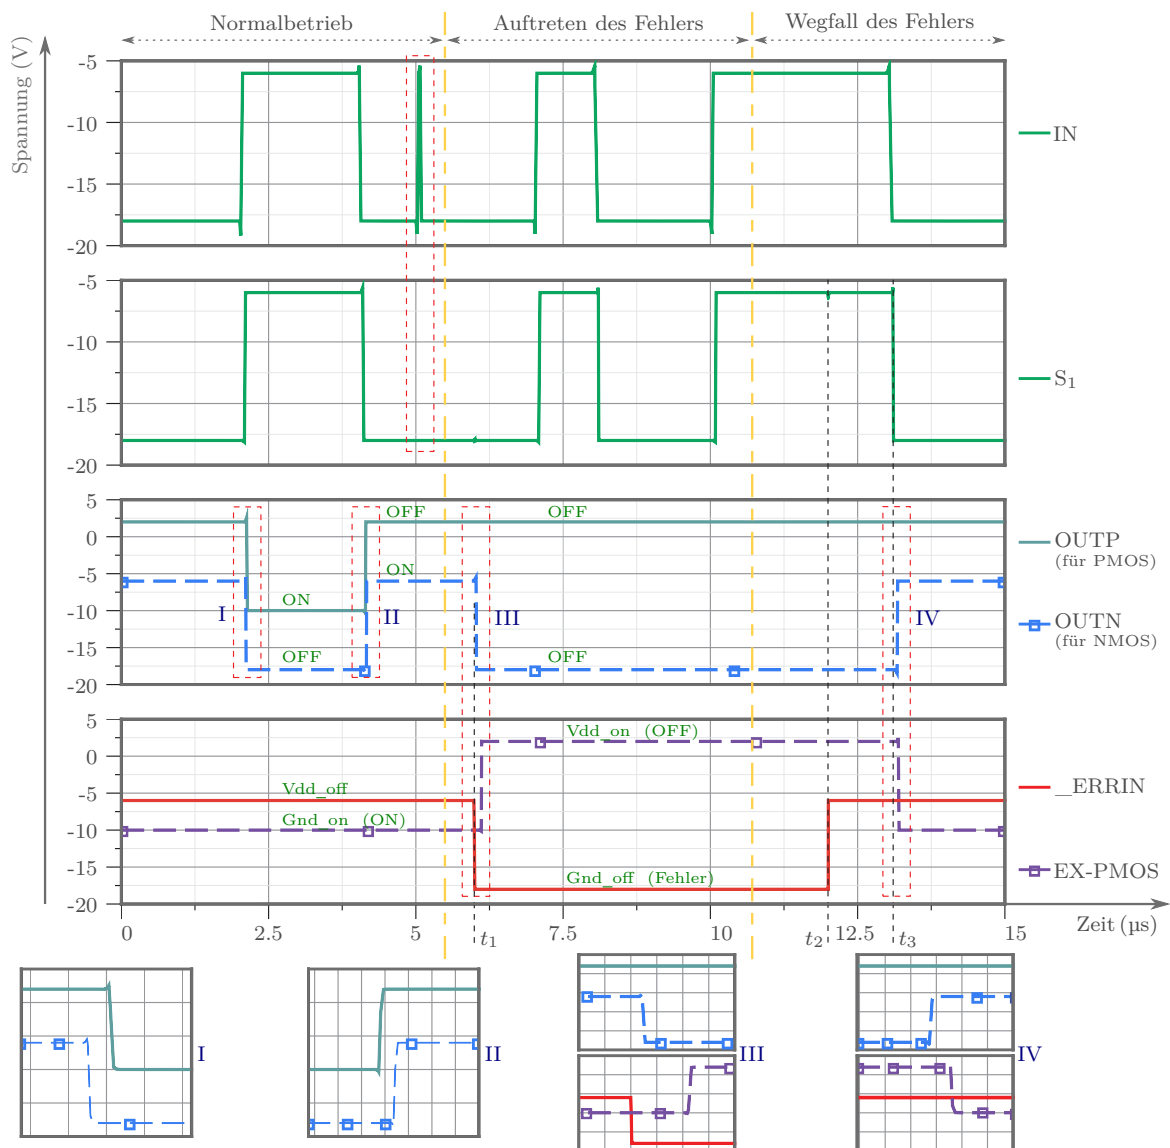 Normalbetrieb
Auftreten des Fehlers
Wegfall des Fehlers
Spannung (V)
-5
-10
-15
-20
IN
-5
-10
-15
-20
S1
5
0
-5
-10
-15
-20
OFF
OFF
ON
ON
OFF
OFF
I
II
III
IV
OUTP
(für PMOS)
OUTN
(für NMOS)
5
0
-5
-10
-15
-20
Vdd_on (OFF)
Vdd_off
Gnd_on (ON)
Gnd_off (Fehler)
_ERRIN
EX-PMOS
0
2.5
5
t1
7.5
10
t2
12.5
t3
15
Zeit (µs)
I
II
III
IV